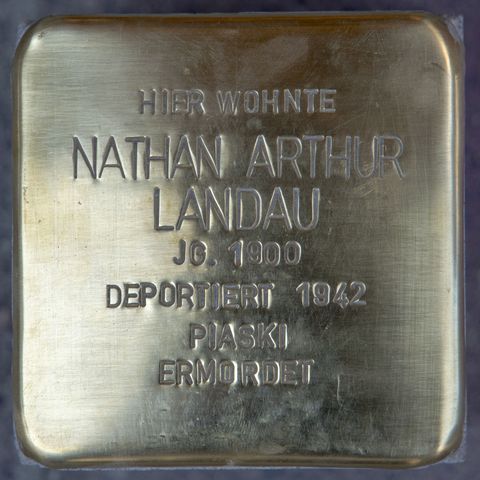 HIER WOHNTE
NATHAN ARTHUR
LANDAU
JG. 1900
DEPORTIERT 1942
PIASKI
ERMORDET